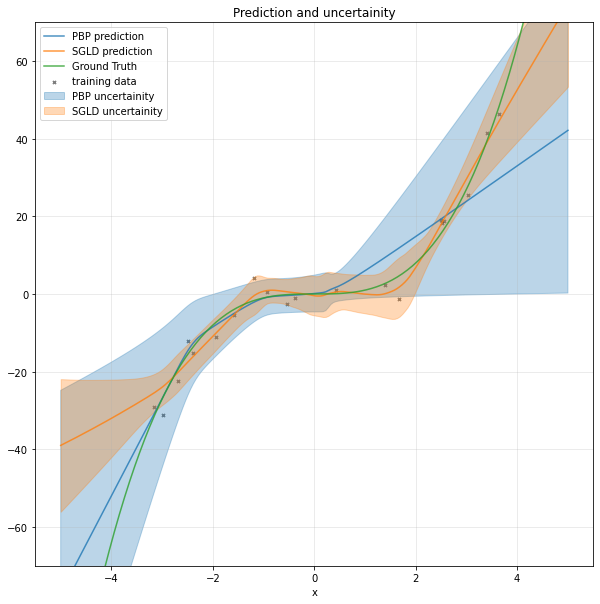 Prediction and uncertainity
PBP prediction
SGLD prediction
Ground Truth
training data
PBP uncertainity
SGLD uncertainity
60
40
20
0
−20
−40
−60
−4
−2
0
2
4
x